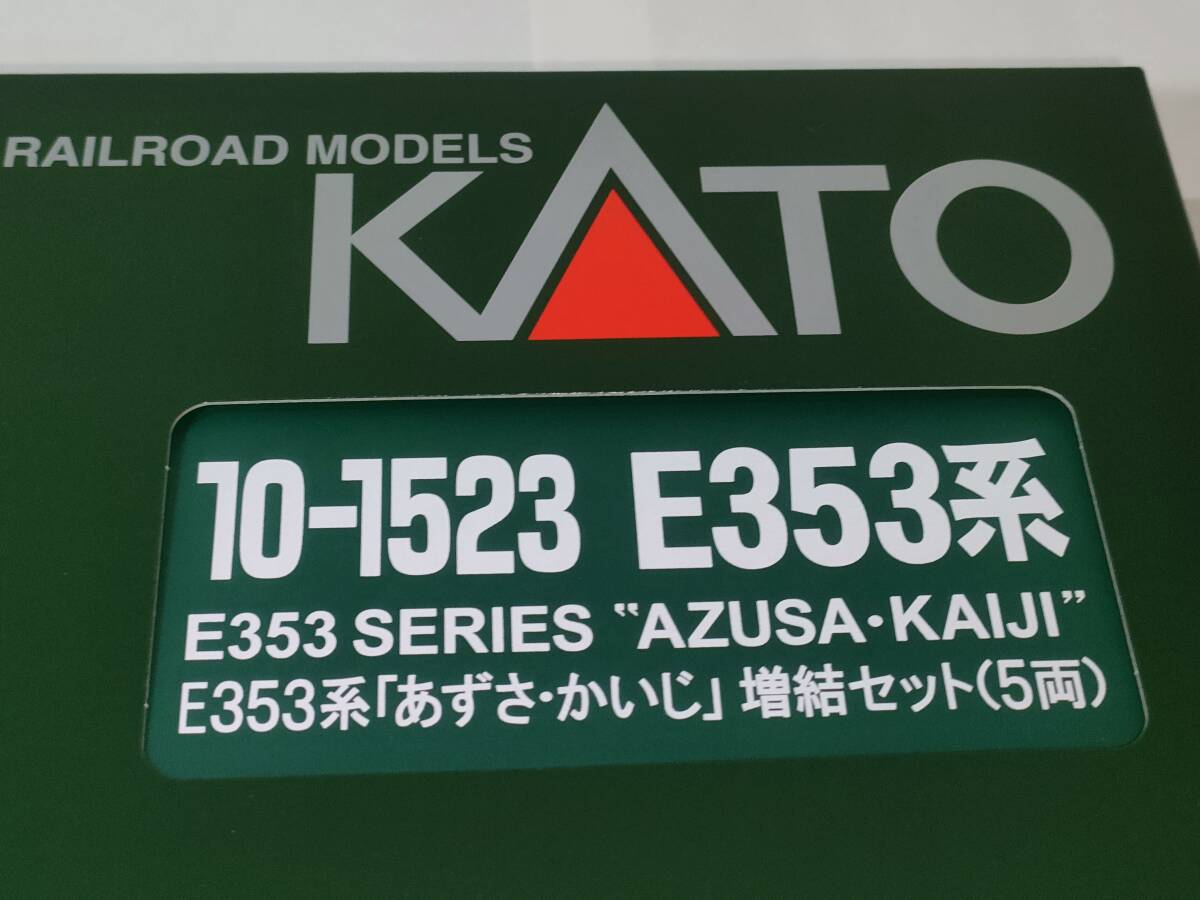 RAILROAD MODELS
KATO
10-1523 E353系
E353 SERIES “AZUSA・KAIJI”
E353系「あずさ・かいじ」増結セット(5両)